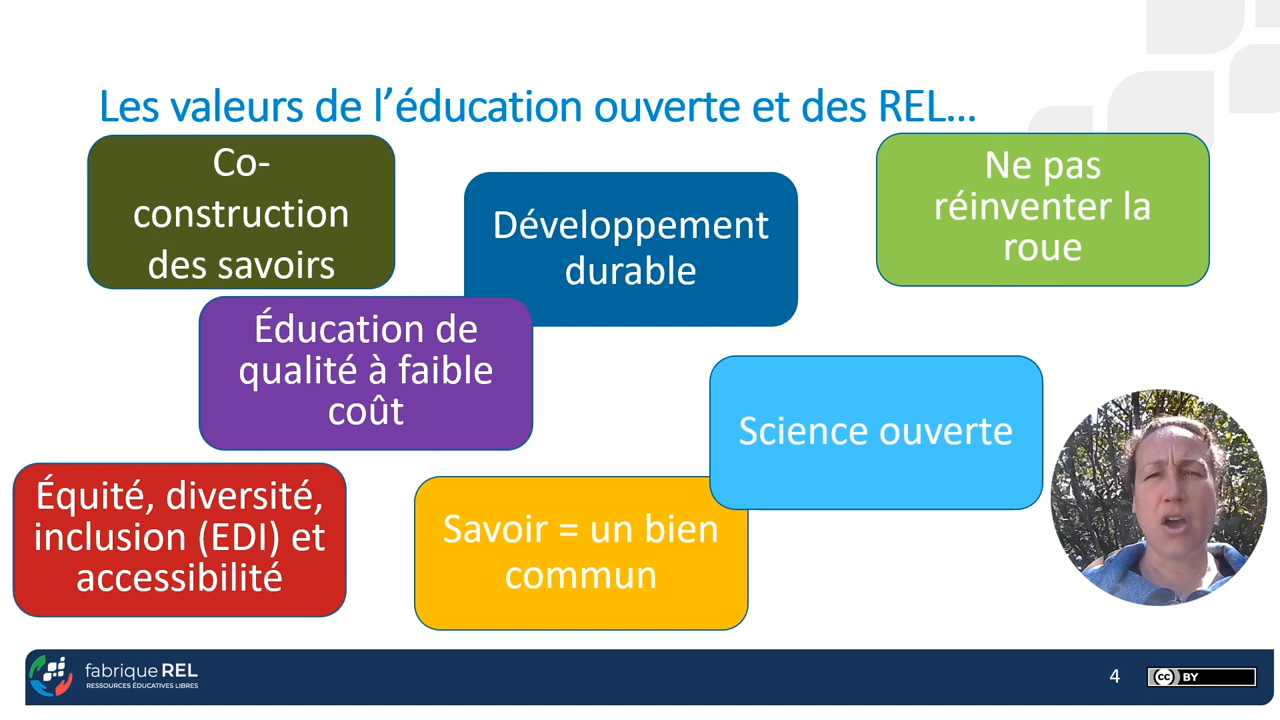 Les valeurs de l’éducation ouverte et des REL...
Co-
construction
des savoirs
Développement
durable
Ne pas
réinventer la
roue
Éducation de
qualité à faible
coût
Science ouverte
Équité, diversité,
inclusion (EDI) et
accessibilité
Savoir = un bien
commun
fabrique REL
RESSOURCES ÉDUCATIVES LIBRES
4
cc BY